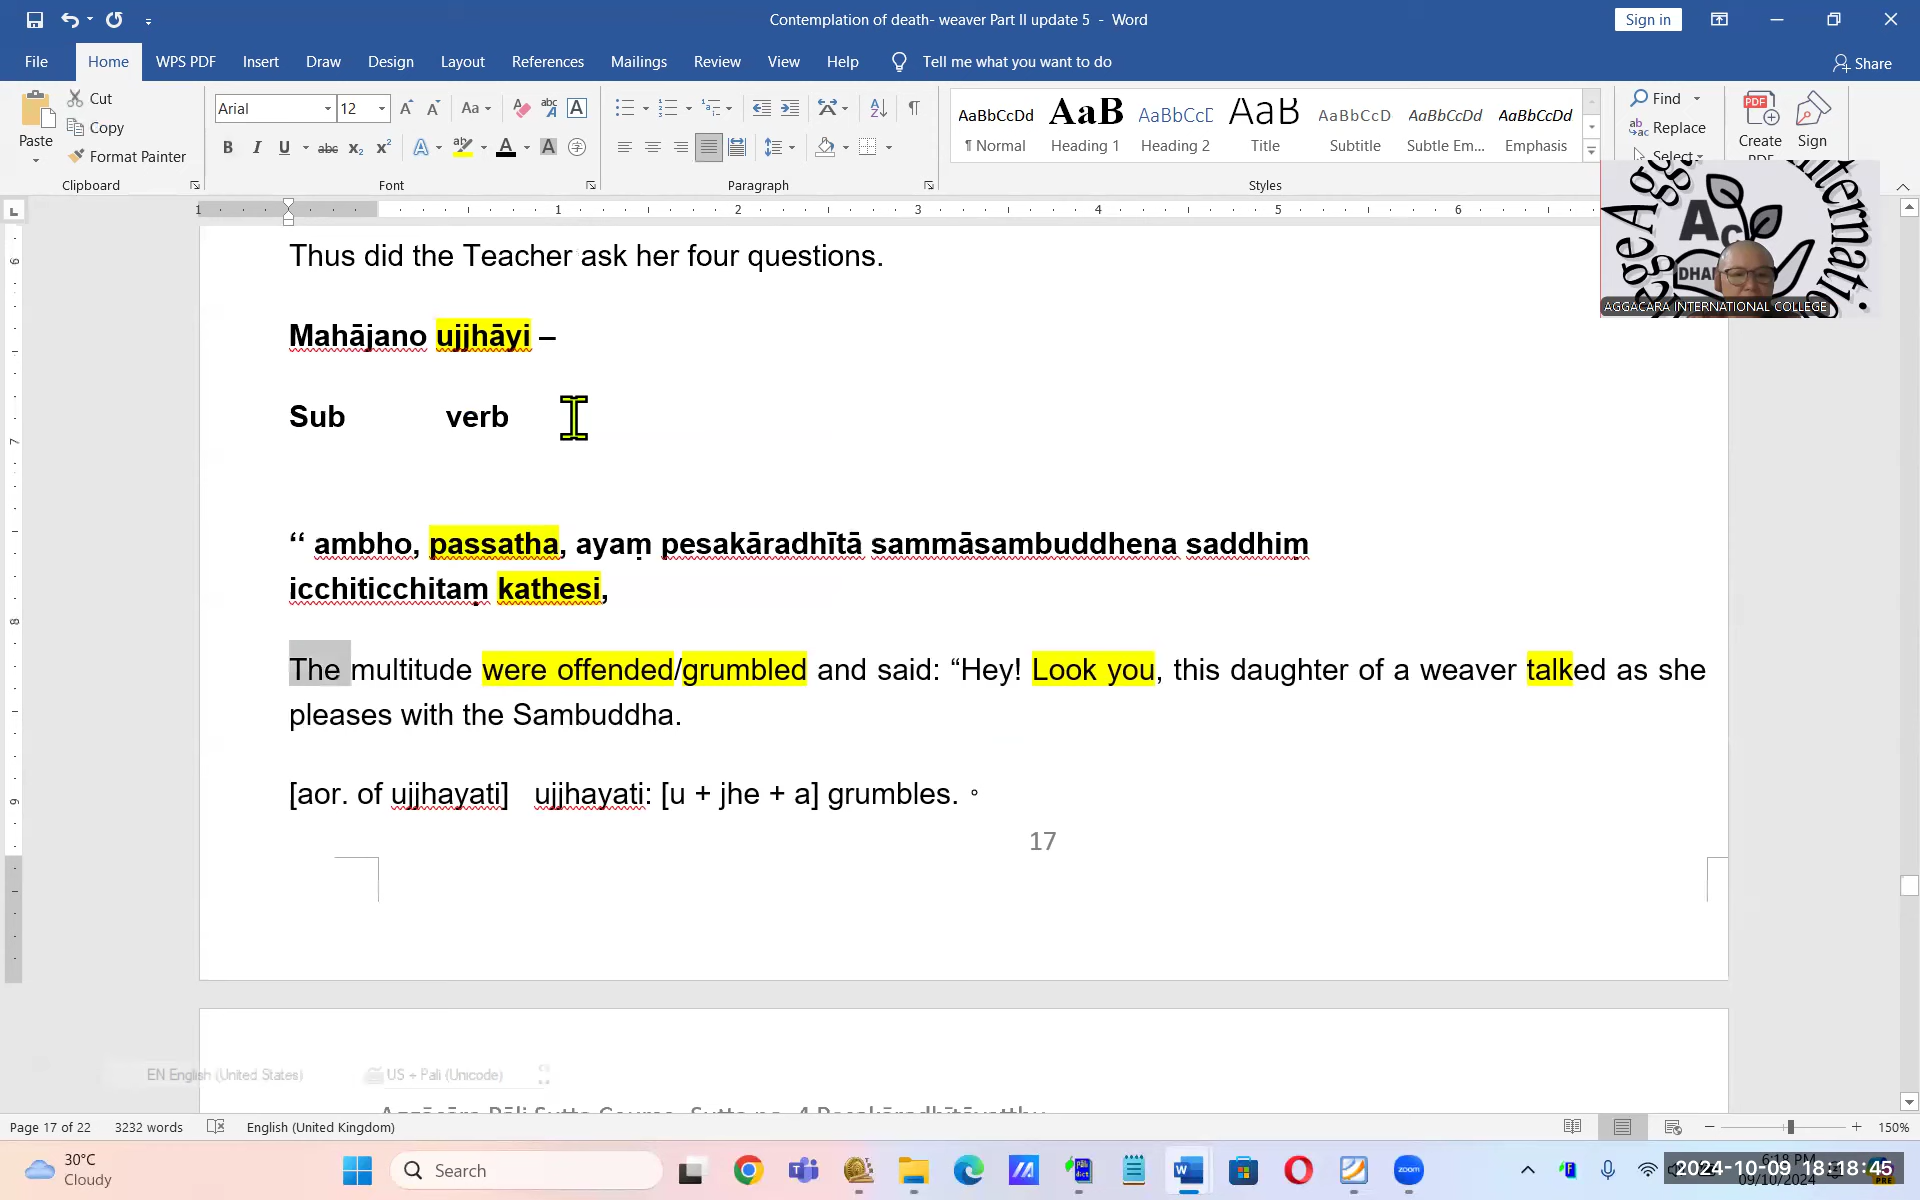 Contemplation of death- weaver Part II update 5 - Word
Sign in
File Home WPS PDF Insert Draw Design Layout References Mailings Review View Help Tell me what you want to do
Share
Paste
Cut
Copy
Format Painter
Clipboard
Arial 12
Font
Paragraph
AaBbCcDd AaB AaBbCcD AaB AaBbCcD AaBbCcDd AaBbCcDd
¶ Normal Heading 1 Heading 2 Title Subtitle Subtle Em... Emphasis
Styles
Find
Replace
Select
Create
Sign
AGGACARA INTERNATIONAL COLLEGE
Thus did the Teacher ask her four questions.
Mahājano ujjhāyi –
Sub verb
‘‘ ambho, passatha, ayaṃ pesakāradhītā sammāsambuddhena saddhiṃ
icchiticchitaṃ kathesi,
The multitude were offended/grumbled and said: “Hey! Look you, this daughter of a weaver talked as she
pleases with the Sambuddha.
[aor. of ujjhayati] ujjhayati: [u + jhe + a] grumbles. °
17
EN English (United States) US + Pali (Unicode)
Page 17 of 22 3232 words English (United Kingdom) 150%
30°C
Cloudy
Search
2024-10-09 18:18:45
09/10/2024